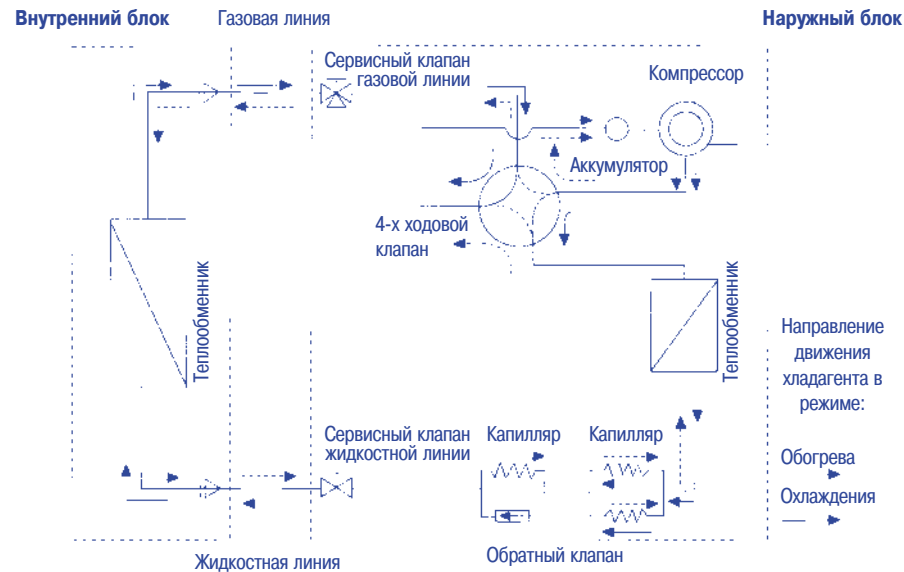 Внутренний блок
Газовая линия
Наружный блок
Сервисный клапан
газовой линии
Компрессор
Аккумулятор
4-х ходовой
клапан
Теплообменник
Теплообменник
Направление
движения
хладагента в
режиме:
Обогрева
Охлаждения
Сервисный клапан
жидкостной линии
Капилляр
Капилляр
Обратный клапан
Жидкостная линия